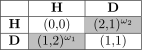 H D
H (0,0) (2,1)^ω₂
D (1,2)^ω₁ (1,1)